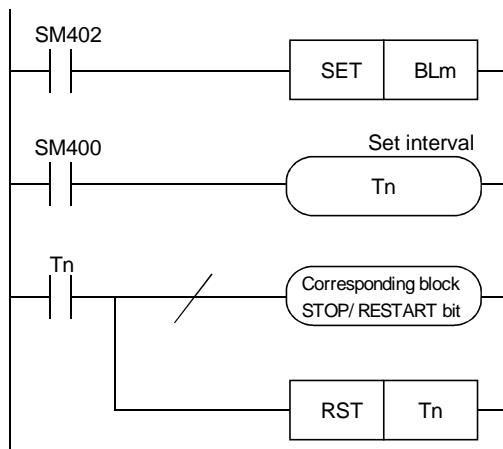 SM402
SET BLm
SM400
Set interval
Tn
Tn
Corresponding block
STOP/ RESTART bit
RST Tn